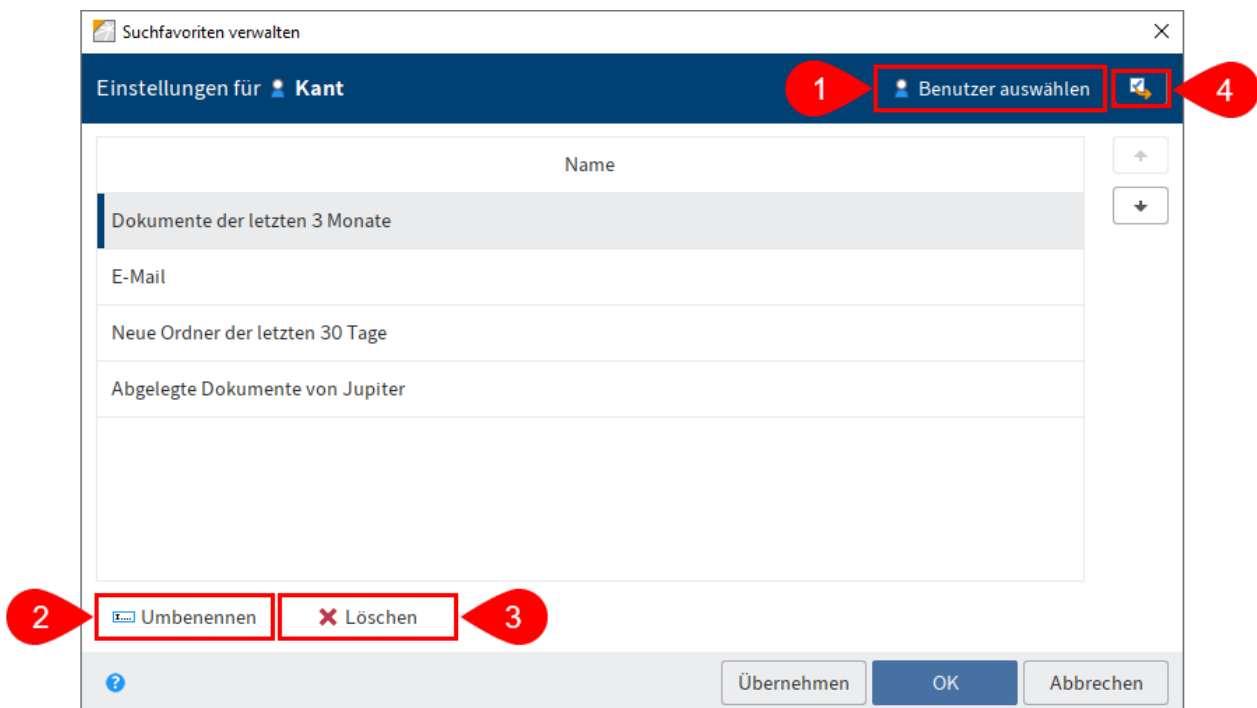 Suchfavoriten verwalten
Einstellungen für Kant
1
Benutzer auswählen
4
Name
Dokumente der letzten 3 Monate
E-Mail
Neue Ordner der letzten 30 Tage
Abgelegte Dokumente von Jupiter
2
Umbenennen
Löschen
3
?
Übernehmen
OK
Abbrechen